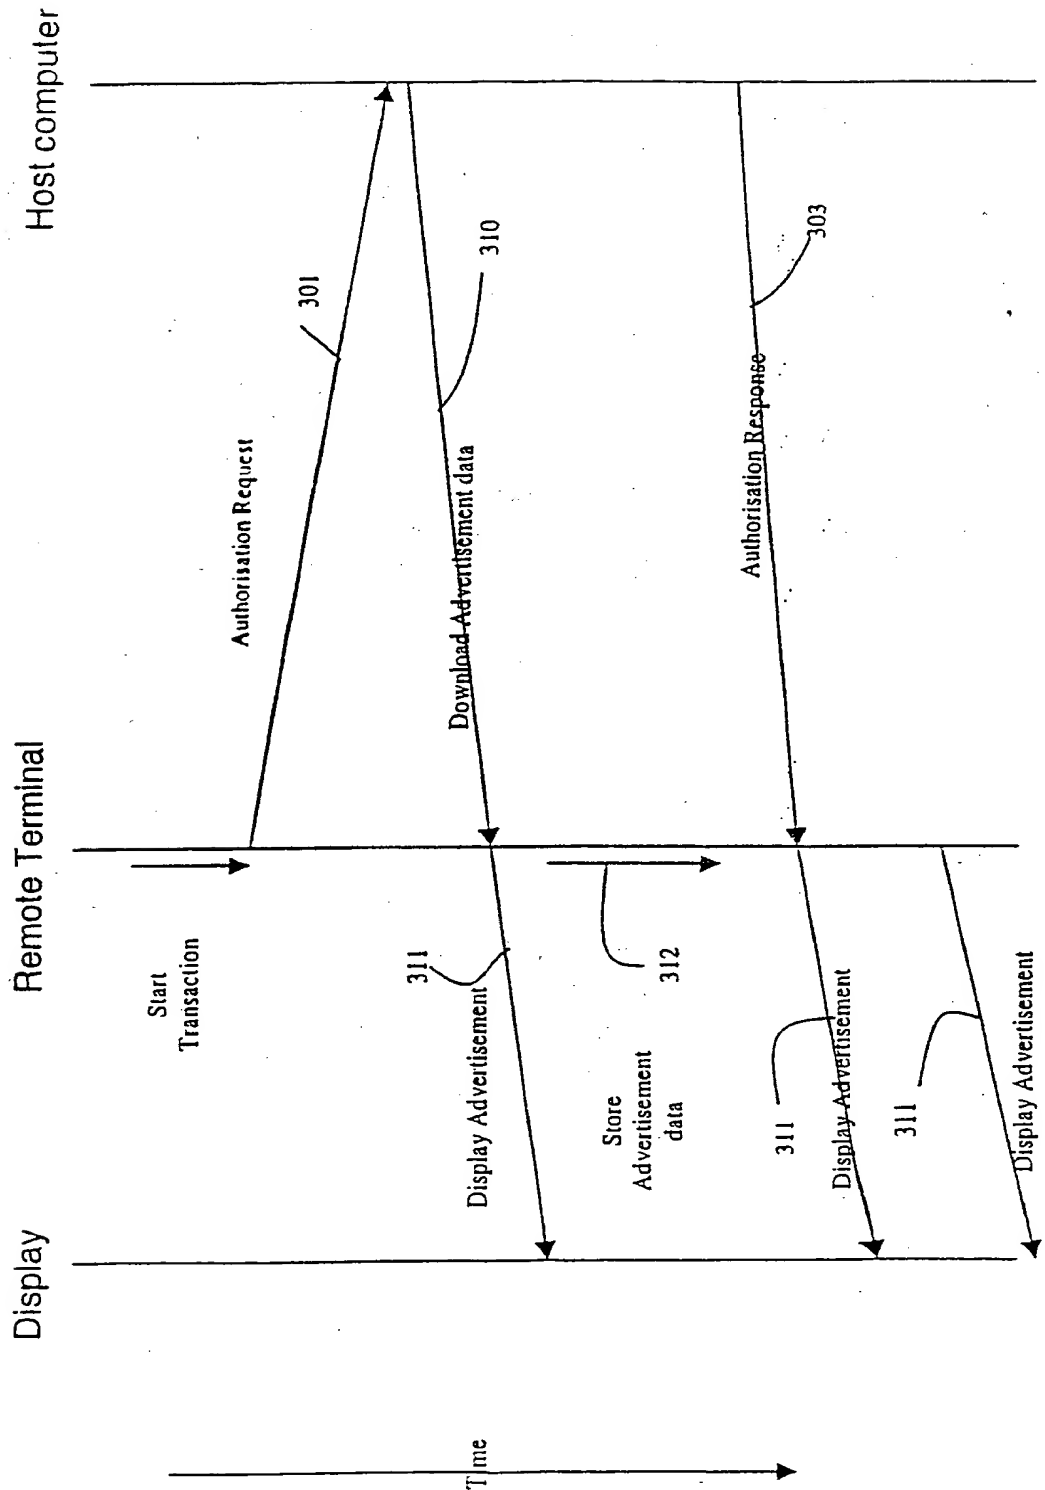 Display
Remote Terminal
Host computer
Start
Transaction
Authorisation Request
301
310
Download Advertisement data
311
Display Advertisement
Store
Advertisement
data
312
Authorisation Response
303
311
Display Advertisement
311
Display Advertisement
Time